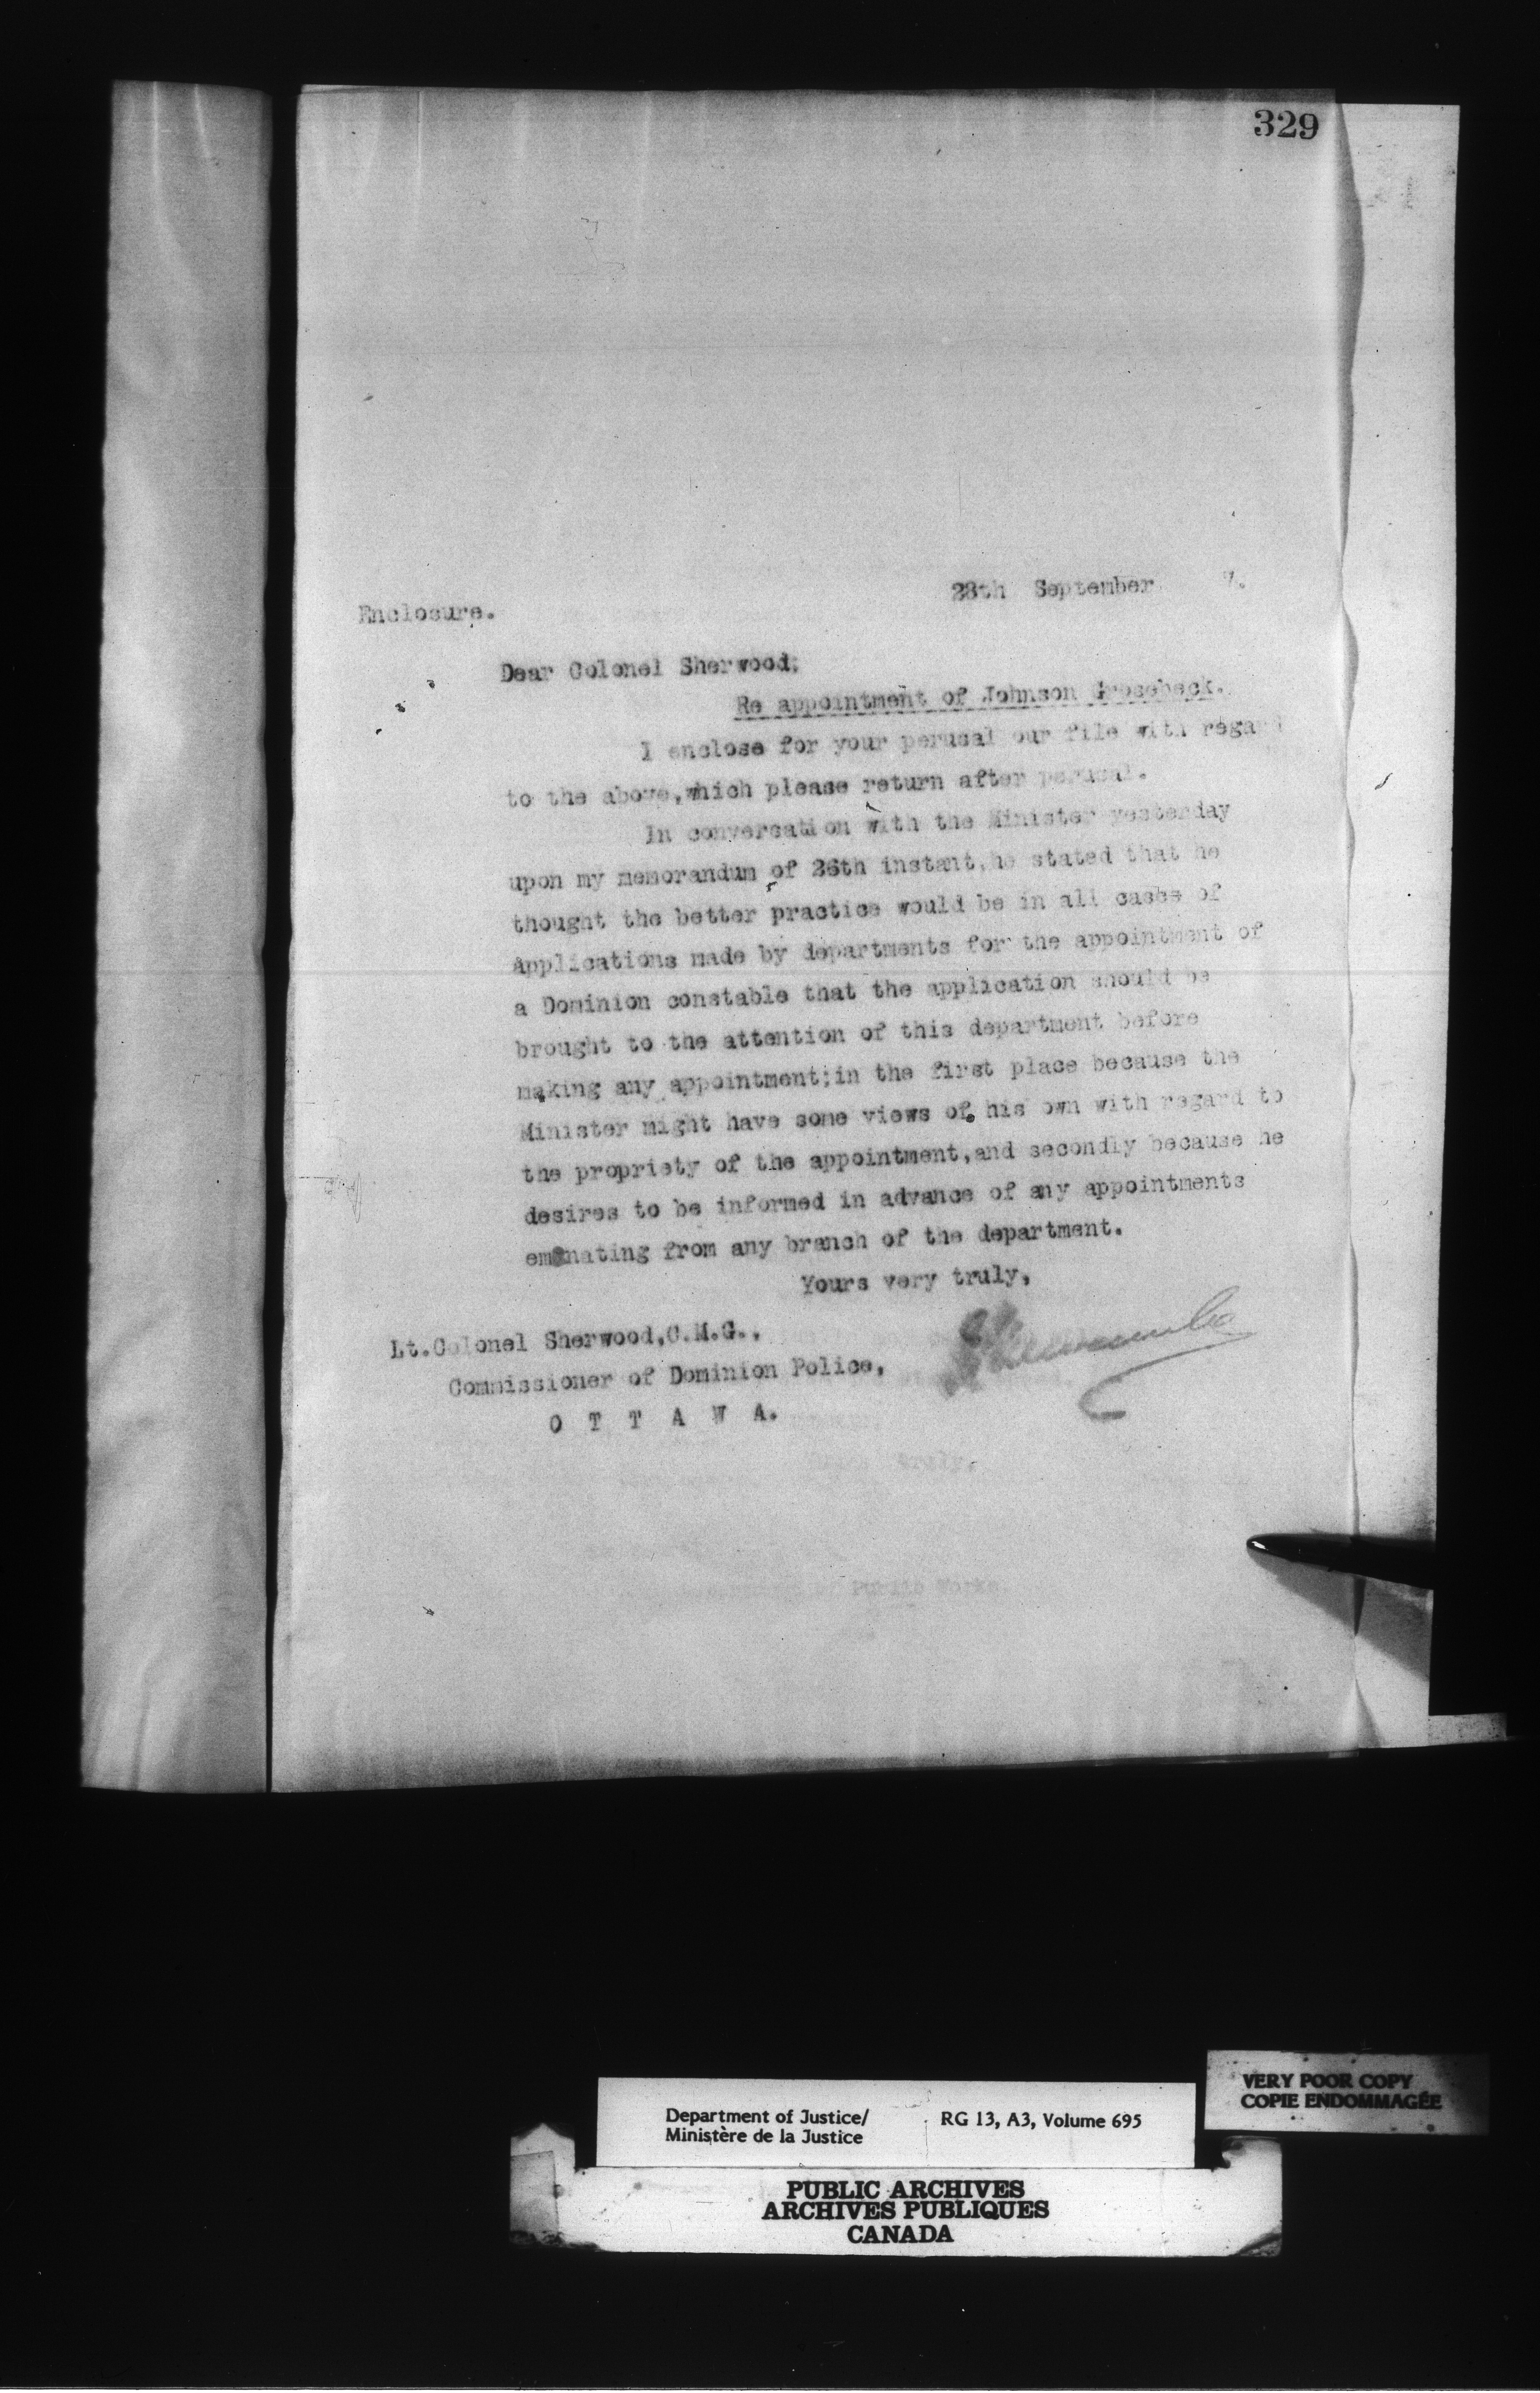 329
28th September 7.
Enclosure.
Dear Colonel Sherwood:
Re appointment of Johnson Grosebeck.
I enclose for your perusal our file with regard
to the above,which please return after perusal.
In conversation with the Minister yesterday
upon my memorandum of 26th instant,he stated that he
thought the better practice would be in all cases of
applications made by departments for the appointment of
a Dominion constable that the application should be
brought to the attention of this department before
making any appointment;in the first place because the
Minister might have some views of his own with regard to
the propriety of the appointment,and secondly because he
desires to be informed in advance of any appointments
emanating from any branch of the department.
Yours very truly,
Lt.Colonel Sherwood,C.M.G.,
Commissioner of Dominion Police,
O T T A W A.
truly,
of Public Works.
VERY POOR COPY
COPIE ENDOMMAGÉE
Department of Justice/
Ministère de la Justice
RG 13, A3, Volume 695
PUBLIC ARCHIVES
ARCHIVES PUBLIQUES
CANADA